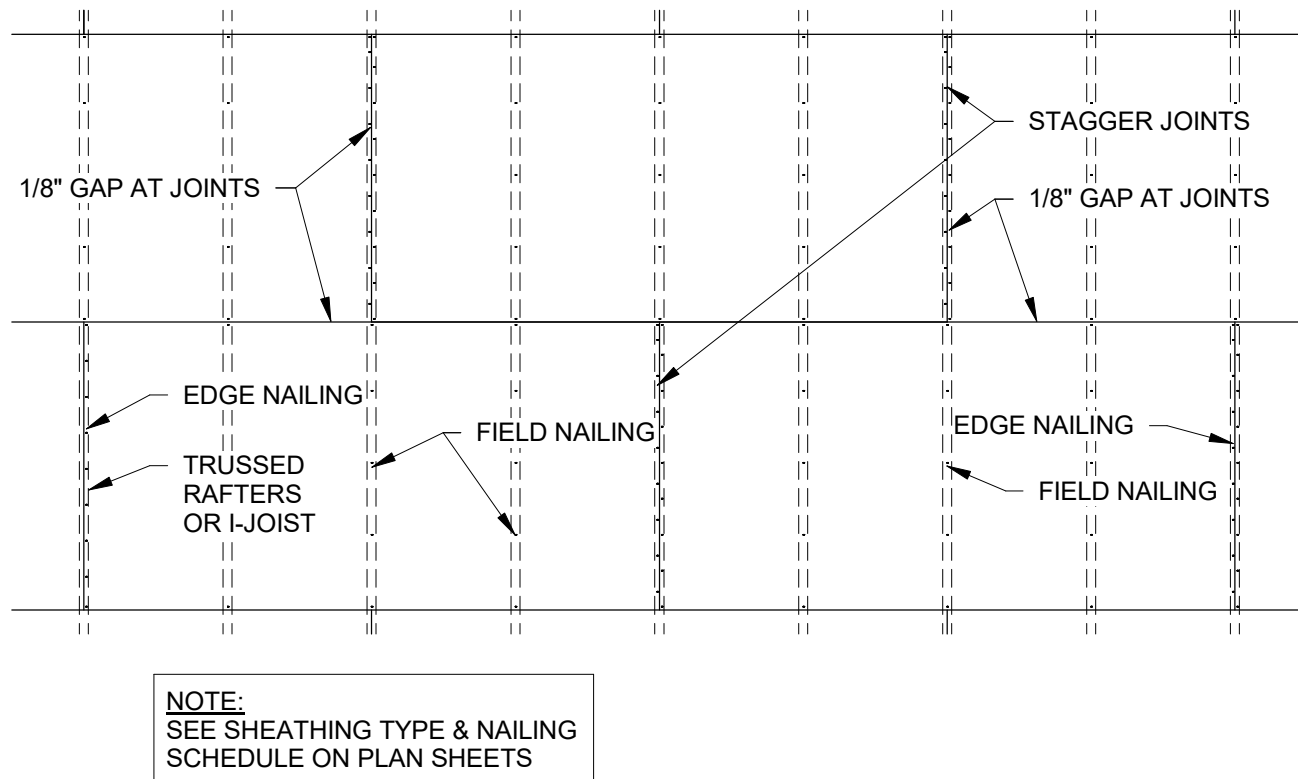 STAGGER JOINTS
1/8" GAP AT JOINTS
1/8" GAP AT JOINTS
EDGE NAILING
FIELD NAILING
EDGE NAILING
TRUSSED
RAFTERS
OR I-JOIST
FIELD NAILING
NOTE:
SEE SHEATHING TYPE & NAILING
SCHEDULE ON PLAN SHEETS